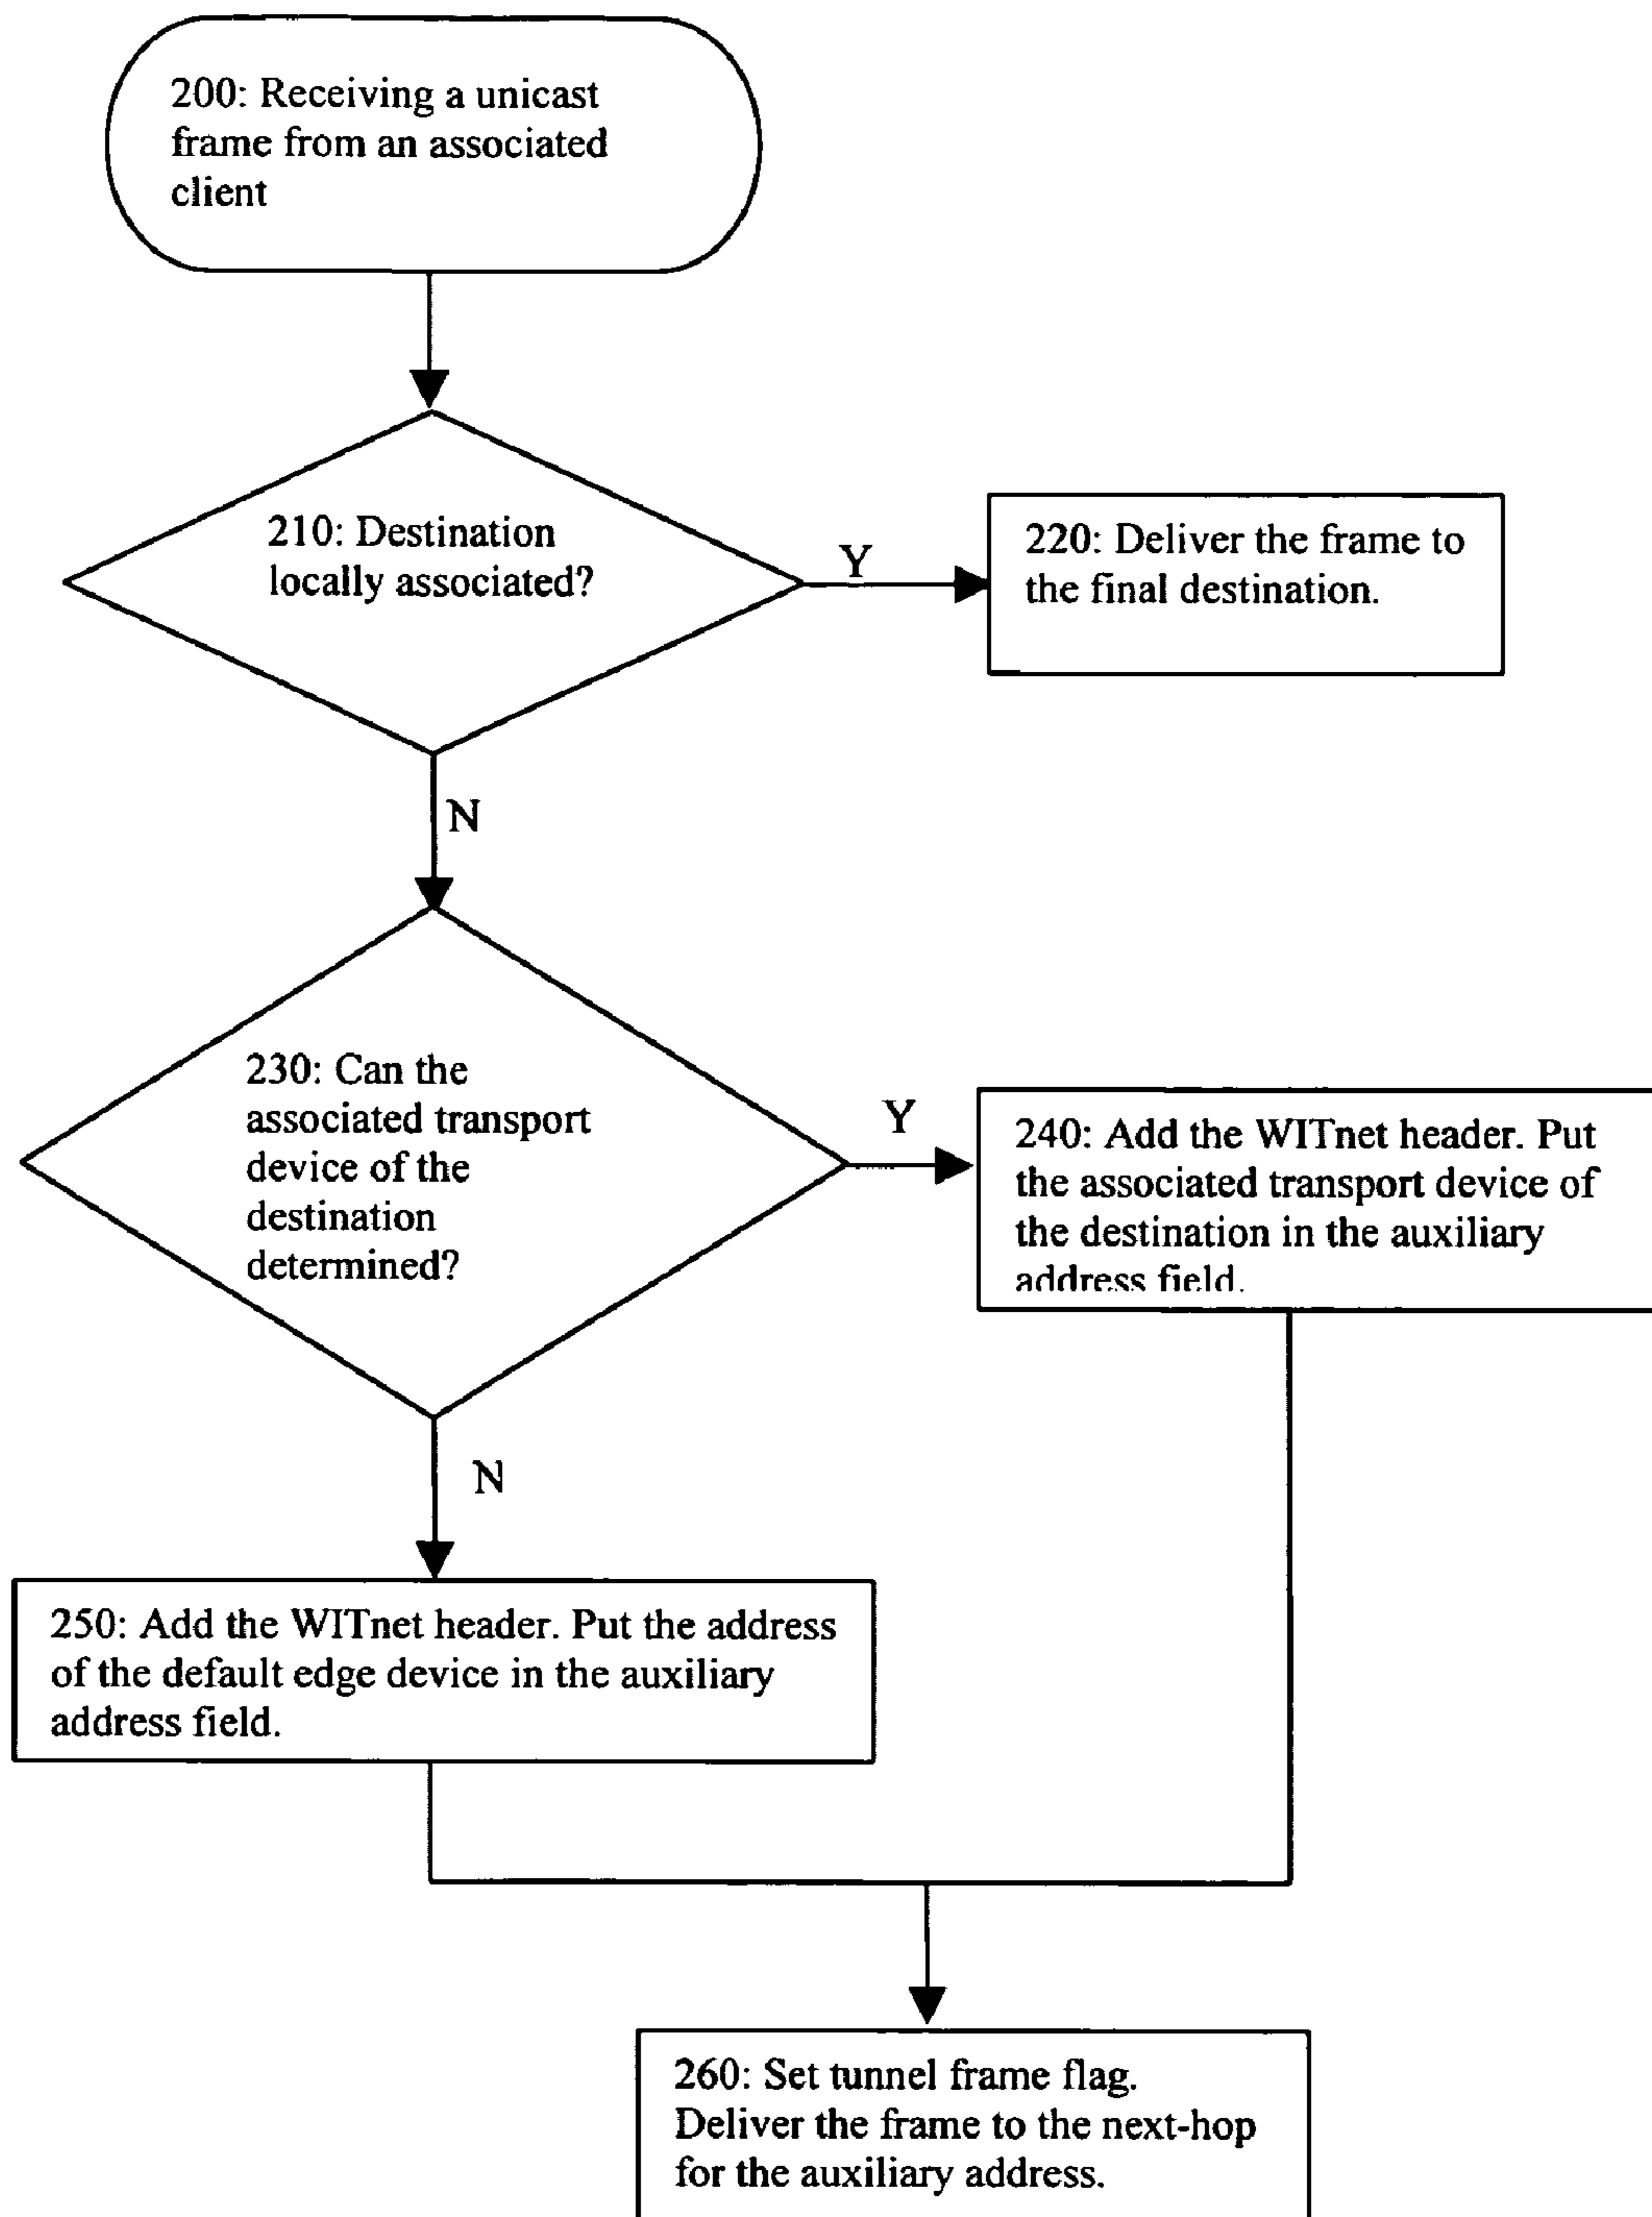 200: Receiving a unicast
frame from an associated
client
210: Destination
locally associated?
Y
220: Deliver the frame to
the final destination.
N
230: Can the
associated transport
device of the
destination
determined?
Y
240: Add the WITnet header. Put
the associated transport device of
the destination in the auxiliary
address field.
N
250: Add the WITnet header. Put the address
of the default edge device in the auxiliary
address field.
260: Set tunnel frame flag.
Deliver the frame to the next-hop
for the auxiliary address.